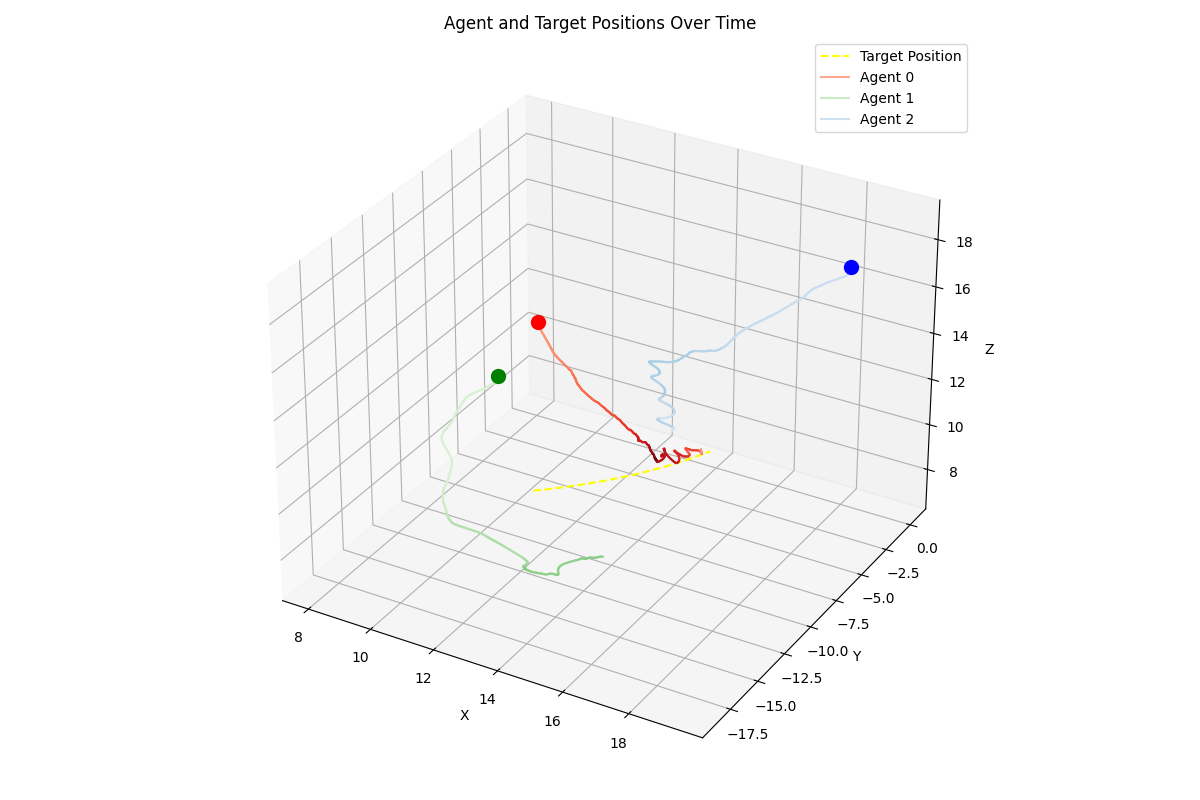 Agent and Target Positions Over Time
Target Position
Agent 0
Agent 1
Agent 2
18
16
14
12
10
8
Z
0.0
−2.5
−5.0
−7.5
−10.0
−12.5
−15.0
−17.5
Y
8
10
12
14
16
18
X